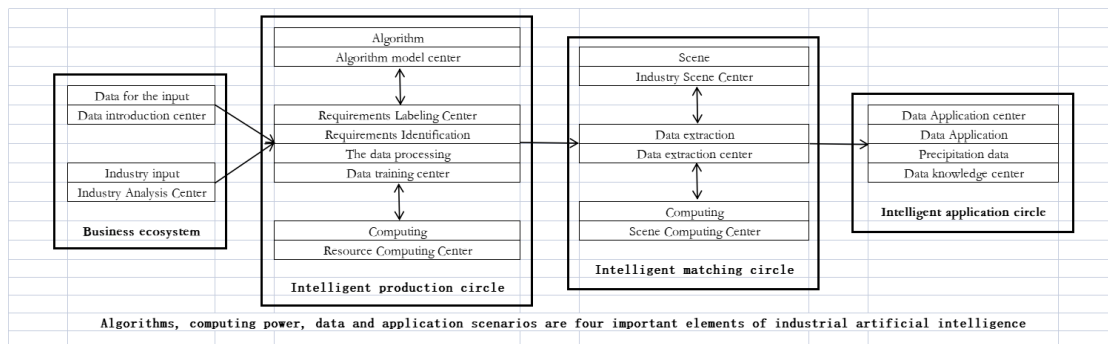 Data for the input
Data introduction center
Industry input
Industry Analysis Center
Business ecosystem
Algorithm
Algorithm model center
Requirements Labeling Center
Requirements Identification
The data processing
Data training center
Computing
Resource Computing Center
Intelligent production circle
Scene
Industry Scene Center
Data extraction
Data extraction center
Computing
Scene Computing Center
Intelligent matching circle
Data Application center
Data Application
Precipitation data
Data knowledge center
Intelligent application circle
Algorithms, computing power, data and application scenarios are four important elements of industrial artificial intelligence